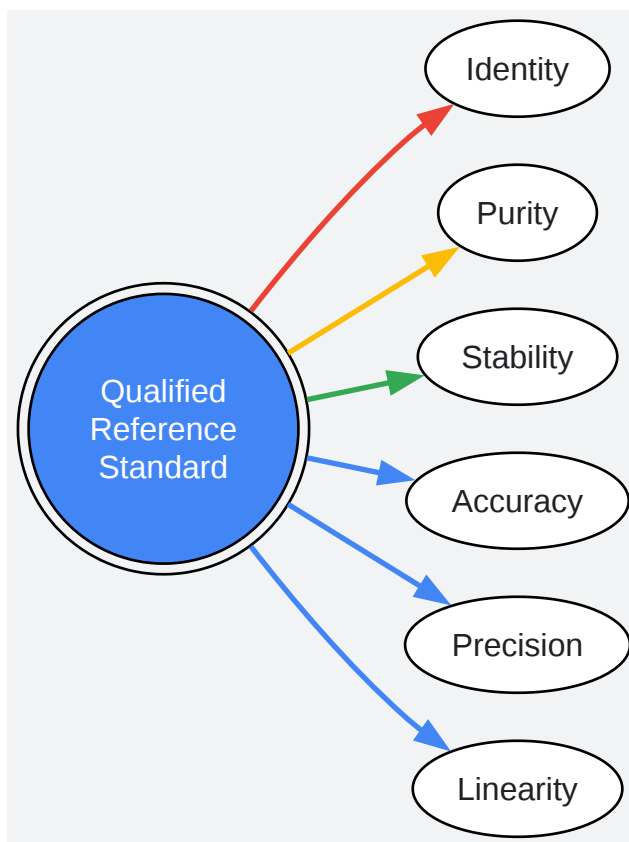 Identity
Purity
Stability
Qualified
Reference
Standard
Accuracy
Precision
Linearity